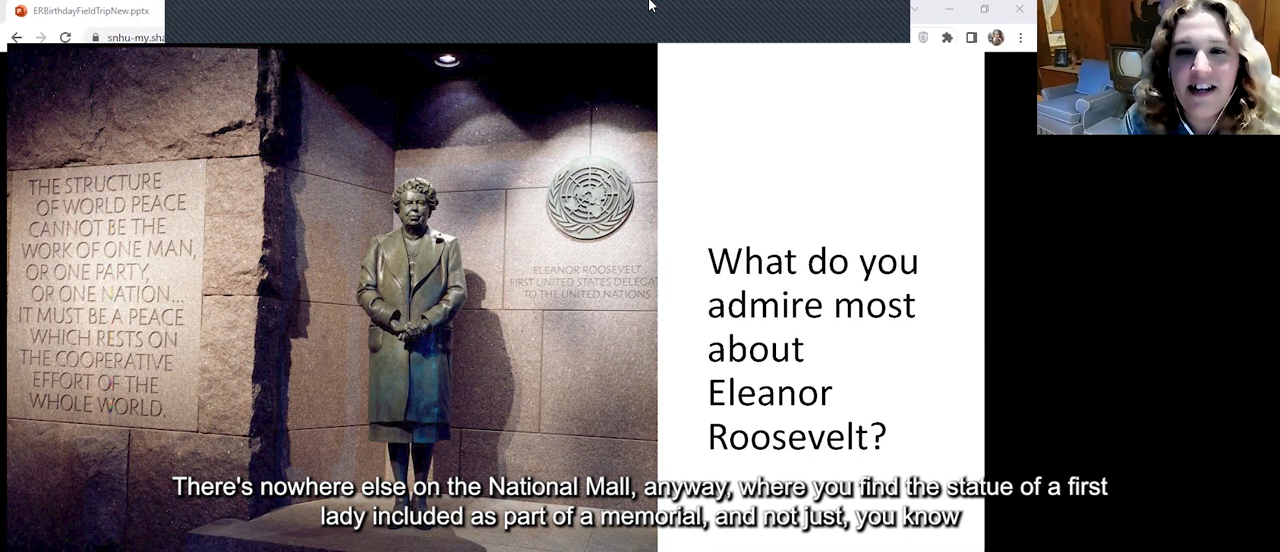 ERBirthdayFieldTripNew.pptx
snhu-my.sha
THE STRUCTURE
OF WORLD PEACE
CANNOT BE THE
WORK OF ONE MAN,
OR ONE PARTY,
OR ONE NATION...
IT MUST BE A PEACE
WHICH RESTS ON
THE COOPERATIVE
EFFORT OF THE
WHOLE WORLD.
ELEANOR ROOSEVELT
FIRST UNITED STATES DELEGA
TO THE UNITED NATIONS
What do you
admire most
about
Eleanor
Roosevelt?
There's nowhere else on the National Mall, anyway, where you find the statue of a first
lady included as part of a memorial, and not just, you know